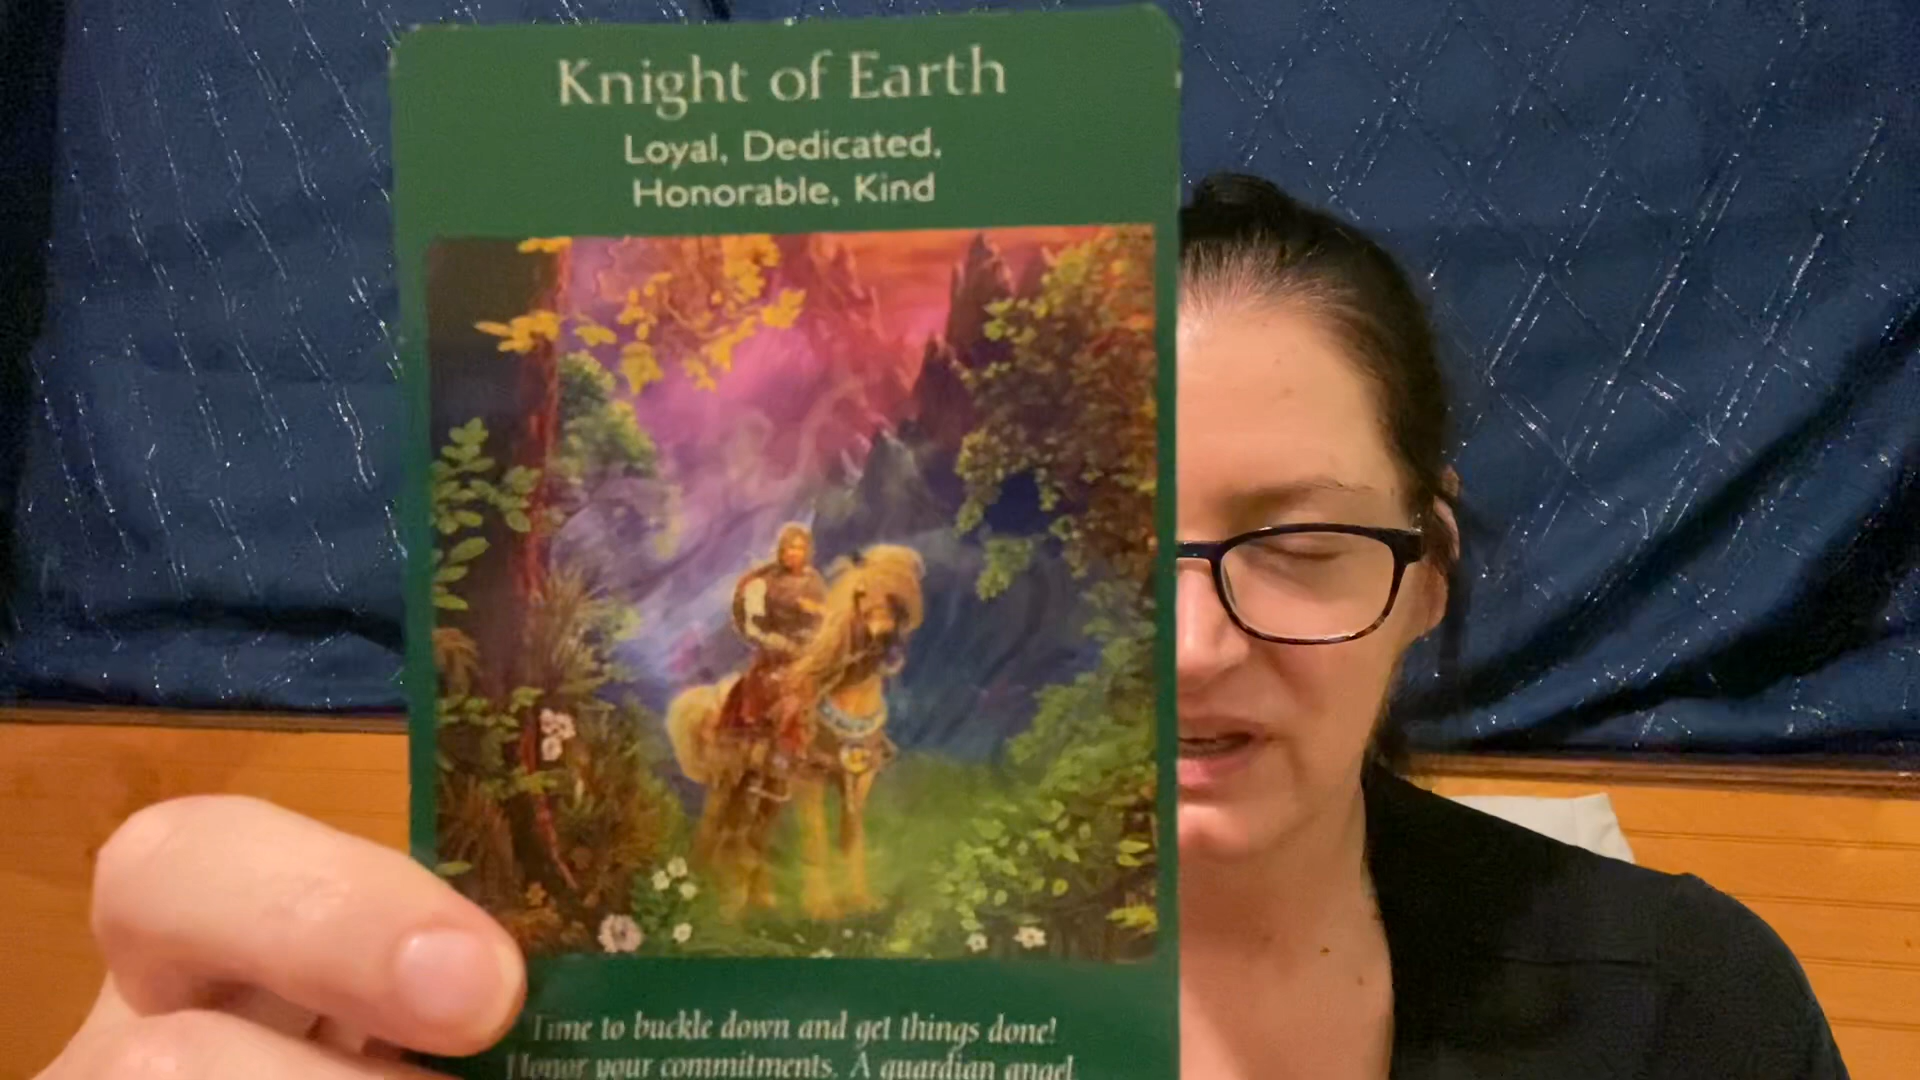 Knight of Earth
Loyal, Dedicated,
Honorable, Kind
Time to buckle down and get things done!
Honor your commitments. A guardian angel